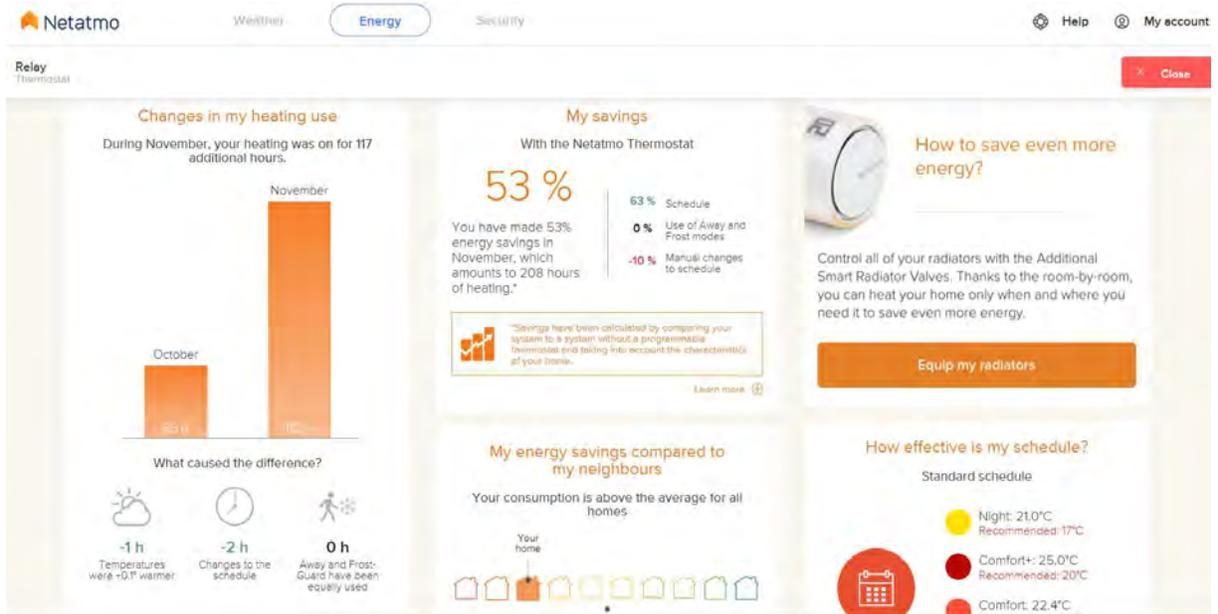 Netatmo
Weather
Energy
Security
Help
My account
Relay
Thermostat
Close
Changes in my heating use
During November, your heating was on for 117
additional hours.
November
October
What caused the difference?
-1 h
Temperatures
were +0.1° warmer
-2 h
Changes to the
schedule
0 h
Away and Frost-
Guard have been
equally used
My savings
With the Netatmo Thermostat
53 %
You have made 53%
energy savings in
November, which
amounts to 208 hours
of heating.*
63 % Schedule
0 % Use of Away and
Frost modes
-10 % Manual changes
to schedule
*Savings have been calculated by comparing your
system to a system without a programmable
thermostat and taking into account the characteristics
of your home.
Learn more
My energy savings compared to
my neighbours
Your consumption is above the average for all
homes
Your
home
How to save even more
energy?
Control all of your radiators with the Additional
Smart Radiator Valves. Thanks to the room-by-room,
you can heat your home only when and where you
need it to save even more energy.
Equip my radiators
How effective is my schedule?
Standard schedule
Night: 21.0°C
Recommended: 17°C
Comfort+: 25.0°C
Recommended: 20°C
Comfort: 22.4°C